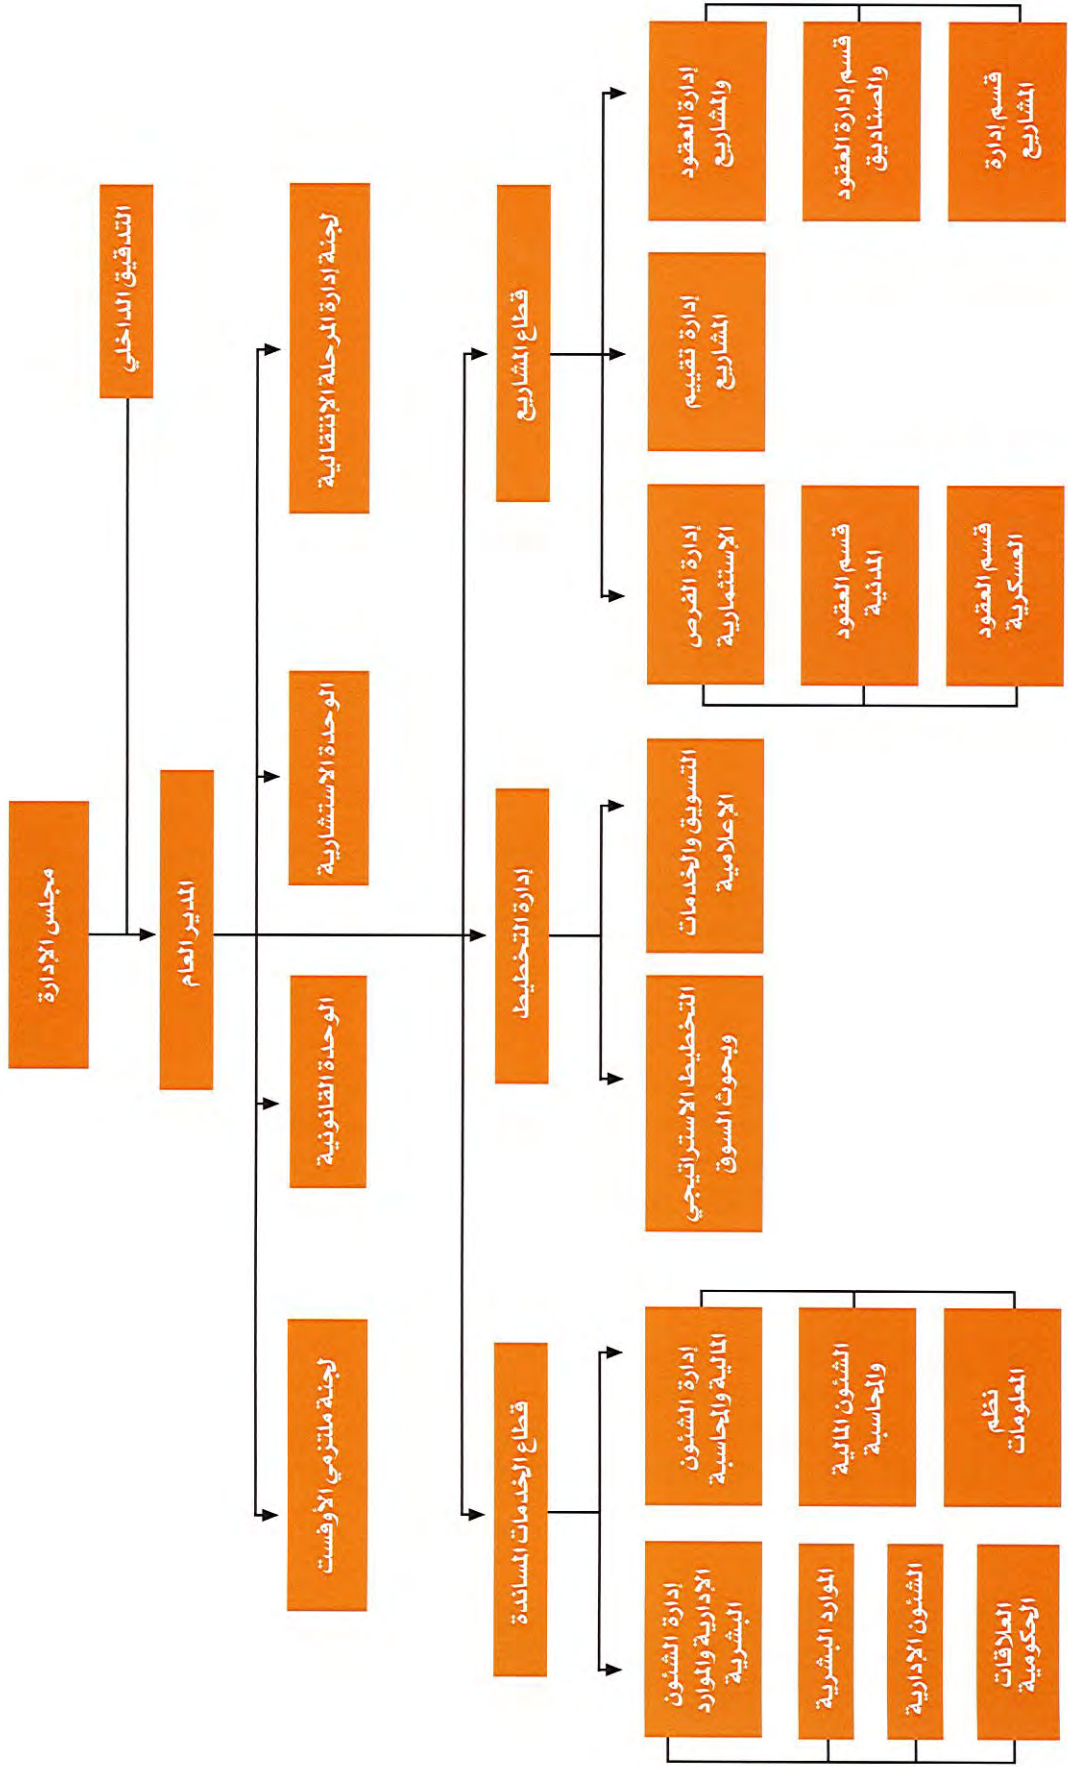 مجلس الإدارة
التدقيق الداخلي
المدير العام
لجنة إدارة المرحلة الإنتقالية
الوحدة الاستشارية
الوحدة القانونية
لجنة ملتزمي الأوفست
قطاع المشاريع
إدارة التخطيط
قطاع الخدمات المساندة
إدارة العقود
والمشاريع
قسم إدارة العقود
والصناديق
قسم إدارة
المشاريع
إدارة تقييم
المشاريع
إدارة الفرص
الإستثمارية
قسم العقود
المدنية
قسم العقود
العسكرية
التسويق والخدمات
الإعلامية
التخطيط الاستراتيجي
وبحوث السوق
إدارة الشئون
المالية والمحاسبة
الشئون المالية
والمحاسبة
نظم
المعلومات
إدارة الشئون
الإدارية والموارد
البشرية
الموارد البشرية
الشئون الإدارية
العلاقات
الحكومية